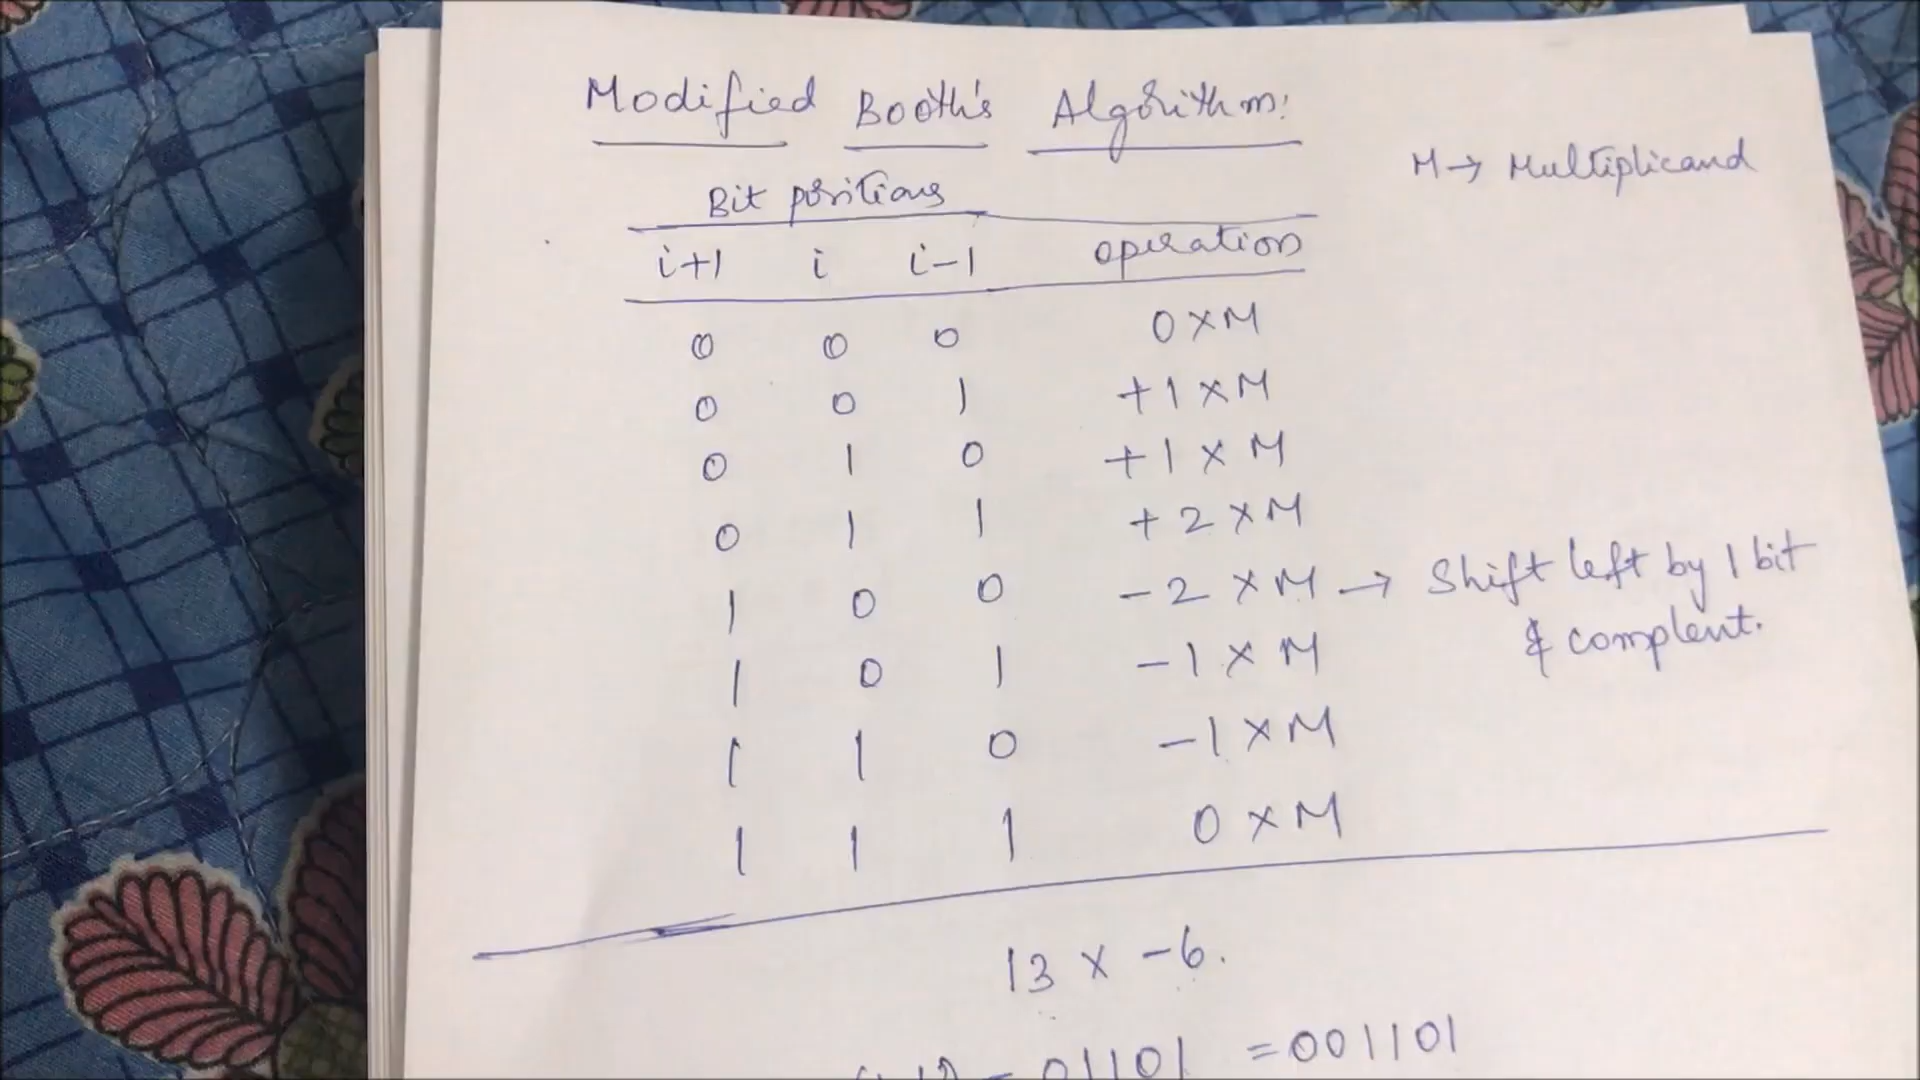 Modified Booth's Algorithm:
M → Multiplicand
Bit positions
i+1 i i-1 operation
0 0 0 0 × M
0 0 1 +1 × M
0 1 0 +1 × M
0 1 1 +2 × M
1 0 0 -2 × M → Shift left by 1 bit
& complent.
1 0 1 -1 × M
1 1 0 -1 × M
1 1 1 0 × M
13 × -6.
01101 = 001101